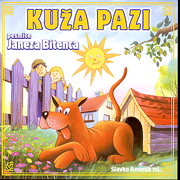 KUŽA PAZI
pesmice
Janeza Bitenca
Slavko Avsenik ml.